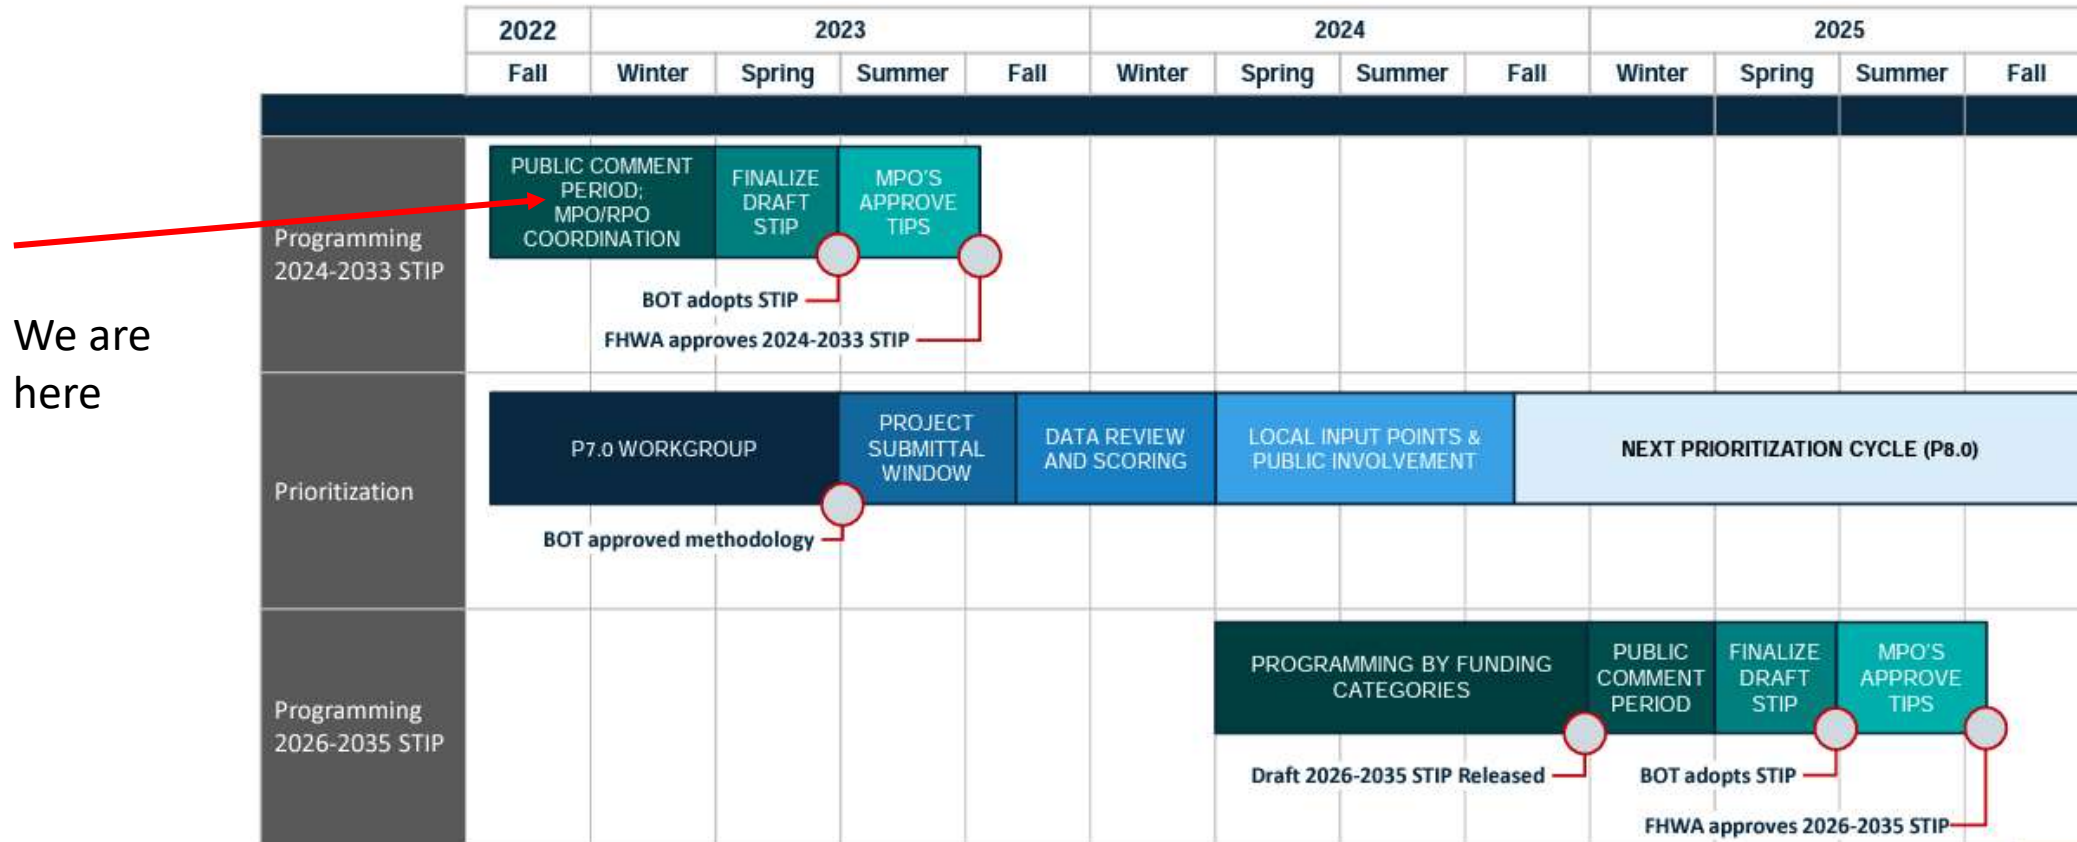 2022 2023 2024 2025
Fall Winter Spring Summer Fall Winter Spring Summer Fall Winter Spring Summer Fall
We are
here
Programming
2024-2033 STIP
PUBLIC COMMENT
PERIOD;
MPO/RPO
COORDINATION
FINALIZE
DRAFT
STIP
MPO'S
APPROVE
TIPS
BOT adopts STIP
FHWA approves 2024-2033 STIP
Prioritization
P7.0 WORKGROUP
PROJECT
SUBMITTAL
WINDOW
DATA REVIEW
AND SCORING
LOCAL INPUT POINTS &
PUBLIC INVOLVEMENT
NEXT PRIORITIZATION CYCLE (P8.0)
BOT approved methodology
Programming
2026-2035 STIP
PROGRAMMING BY FUNDING
CATEGORIES
PUBLIC
COMMENT
PERIOD
FINALIZE
DRAFT
STIP
MPO'S
APPROVE
TIPS
Draft 2026-2035 STIP Released
BOT adopts STIP
FHWA approves 2026-2035 STIP